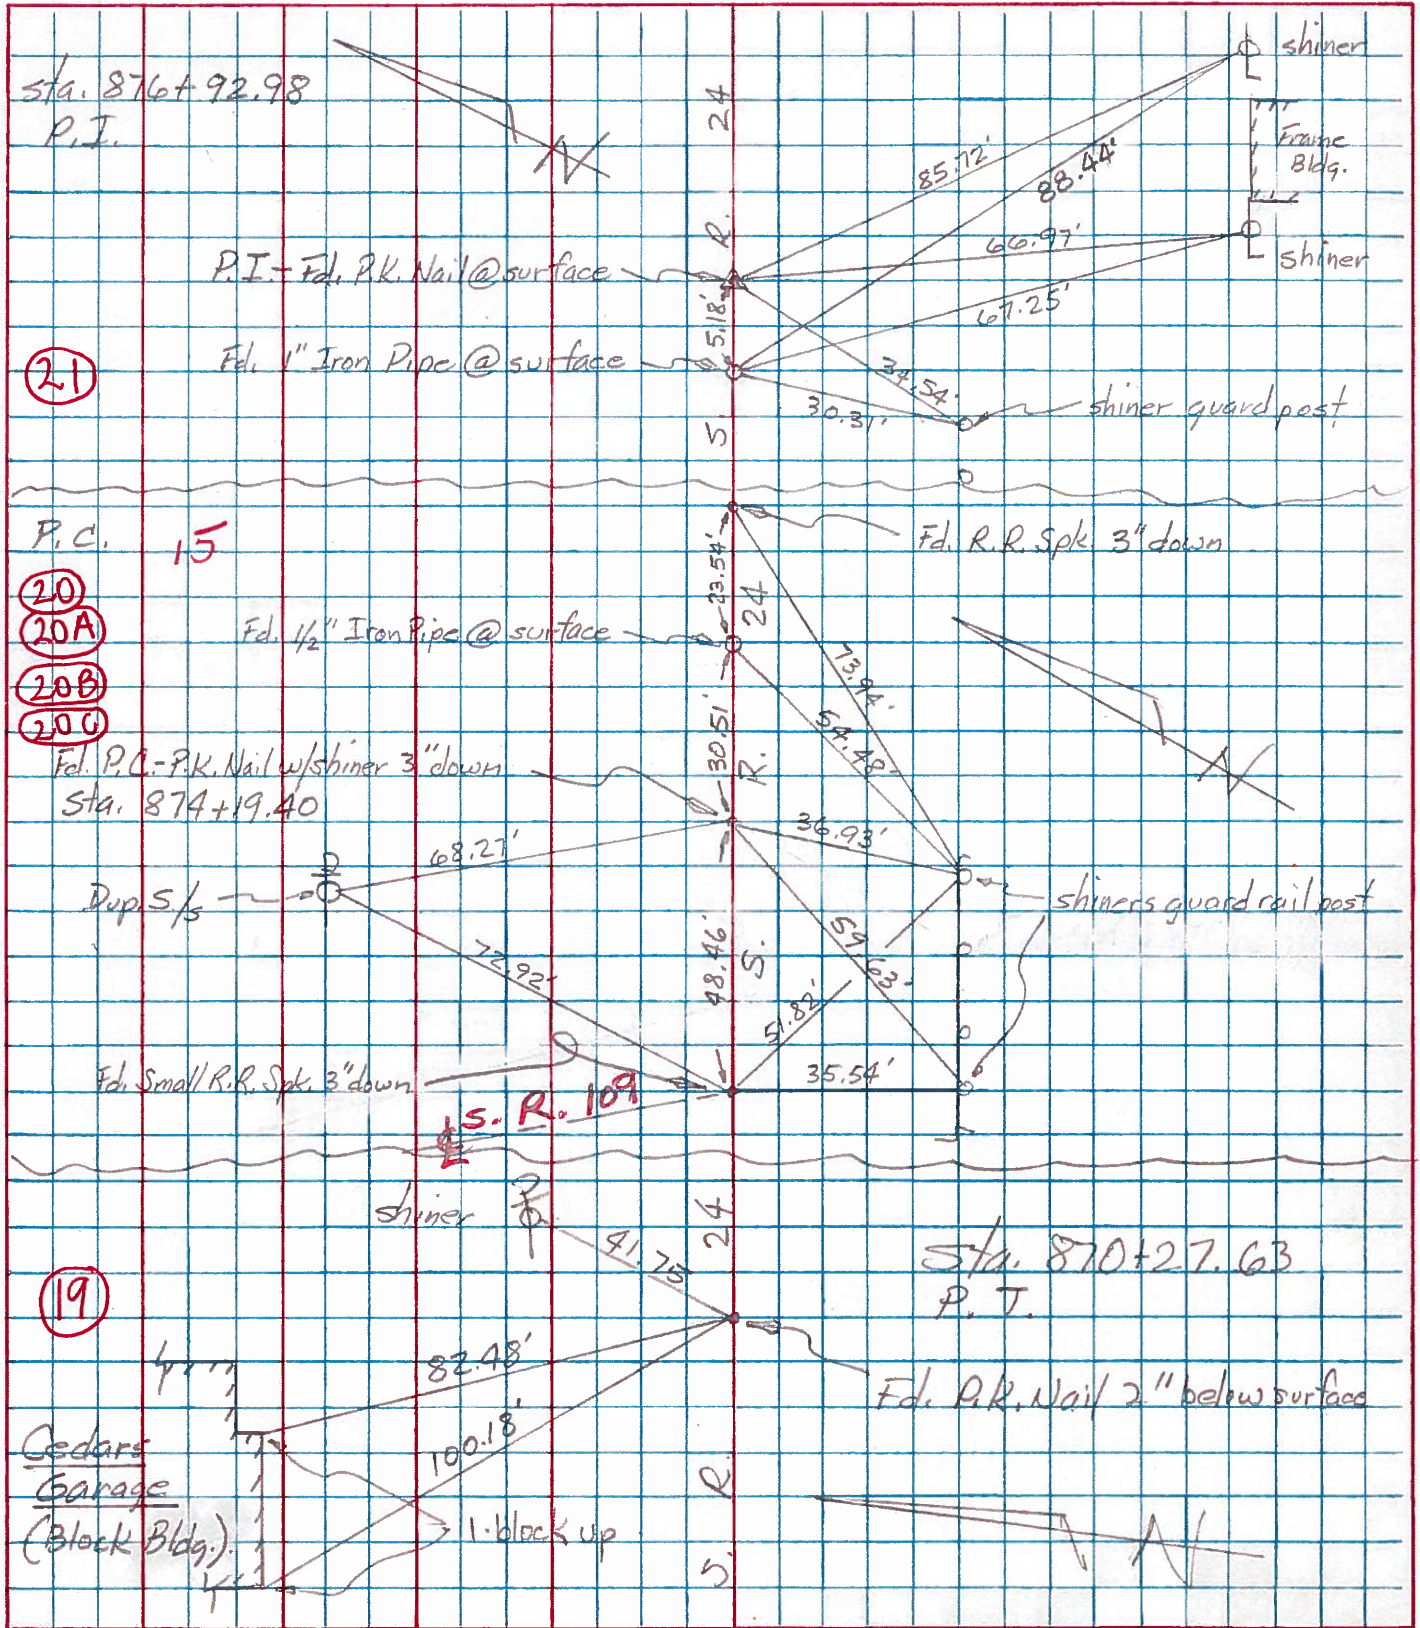 sta. 876+92.98
P.I.
N
S. R. 24
shiner
Frame
Bldg.
shiner
85.72'
88.44'
66.97'
67.25'
P.I.- Fd. P.K. Nail @ surface
5.18'
Fd. 1" Iron Pipe @ surface
21
34.54'
30.31'
shiner guard post
P.C. 15
20
20A
20B
20C
Fd. R.R. Spk. 3" down
23.54'
S. R. 24
Fd. 1/2" Iron Pipe @ surface
73.94'
54.48'
N
30.51'
Fd. P.C.-P.K. Nail w/shiner 3" down
Sta. 874+19.40
36.93'
68.27'
Dup. S/s
shiners guard rail post
72.92'
48.46'
59.63'
51.82'
Fd. Small R.R. Spk. 3" down
35.54'
℄ S. R. 109
shiner
S. R. 24
41.75'
Sta. 870+27.63
P. T.
19
82.48'
Fd. P.K. Nail 2" below surface
100.18'
Cedars
Garage
(Block Bldg.)
1-block up
N